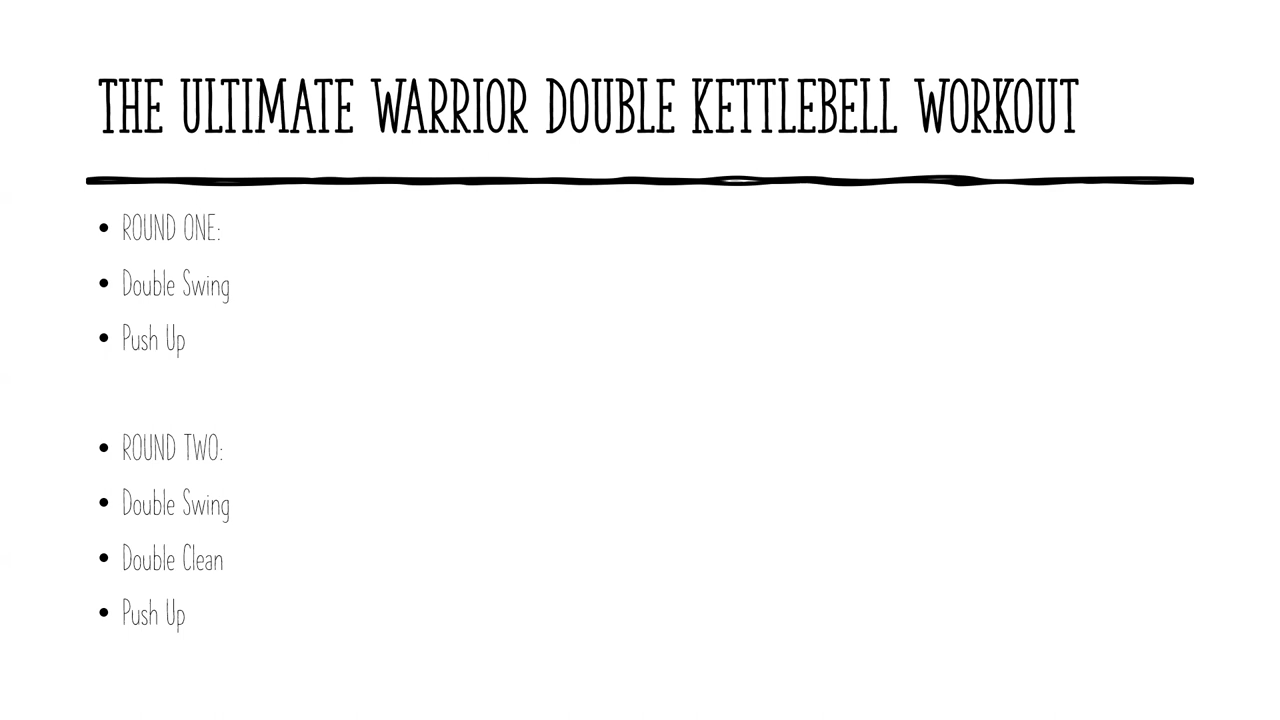 THE ULTIMATE WARRIOR DOUBLE KETTLEBELL WORKOUT
• ROUND ONE:
• Double Swing
• Push Up
• ROUND TWO:
• Double Swing
• Double Clean
• Push Up